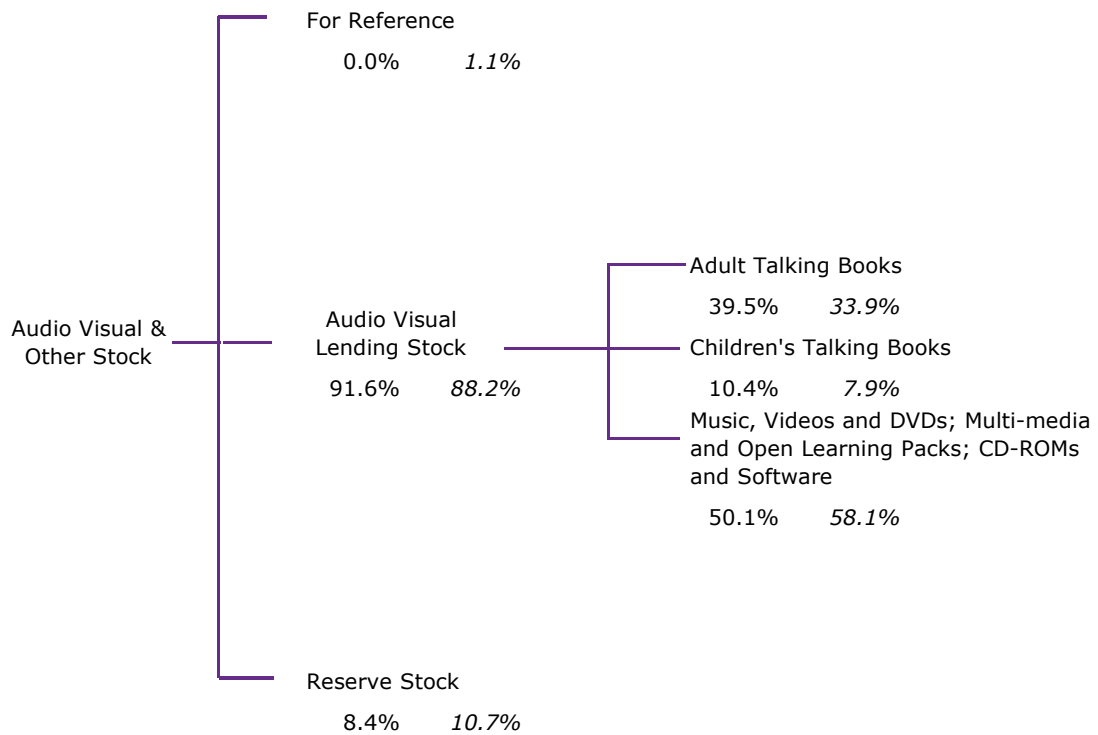 For Reference
0.0% 1.1%
Audio Visual &
Other Stock
Audio Visual
Lending Stock
91.6% 88.2%
Adult Talking Books
39.5% 33.9%
Children's Talking Books
10.4% 7.9%
Music, Videos and DVDs; Multi-media
and Open Learning Packs; CD-ROMs
and Software
50.1% 58.1%
Reserve Stock
8.4% 10.7%